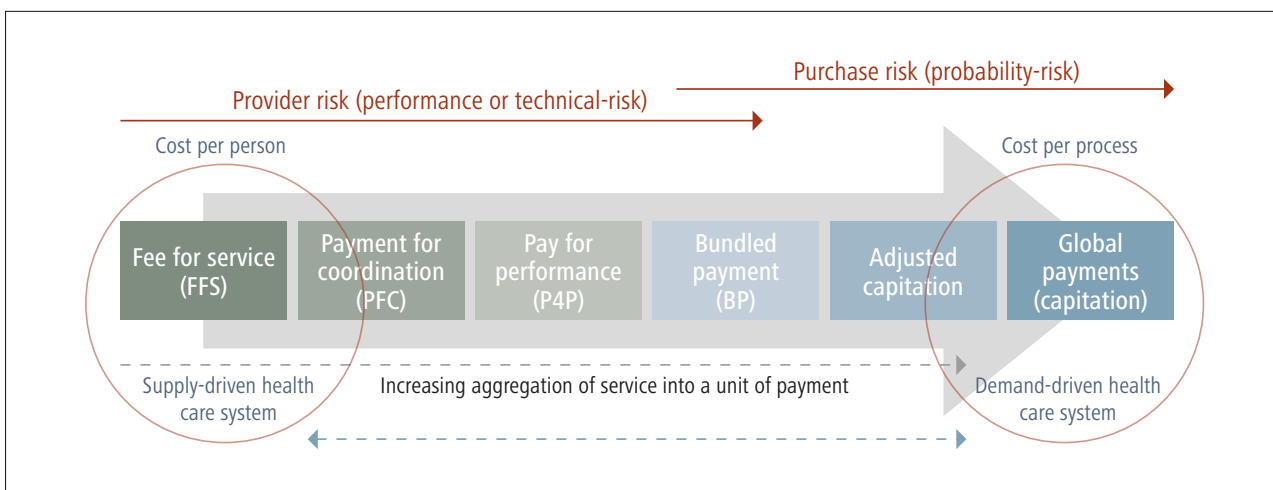 Purchase risk (probability-risk)
Provider risk (performance or technical-risk)
Cost per person
Cost per process
Fee for service
(FFS)
Payment for
coordination
(PFC)
Pay for
performance
(P4P)
Bundled
payment
(BP)
Adjusted
capitation
Global
payments
(capitation)
Supply-driven health
care system
Increasing aggregation of service into a unit of payment
Demand-driven health
care system